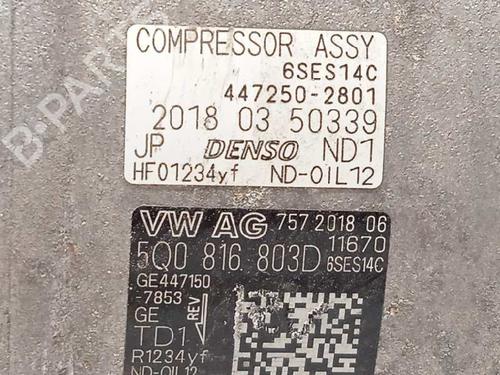 COMPRESSOR ASSY
6SES14C
447250-2801
2018 03 50339
JP DENSO ND1
HFO1234yf ND-OIL12
VW AG 757 2018 06
11670
5Q0 816 803D 6SES14C
GE447150
-7853
GE REV
TD1
R1234yf
ND-OIL12
B-PARTS